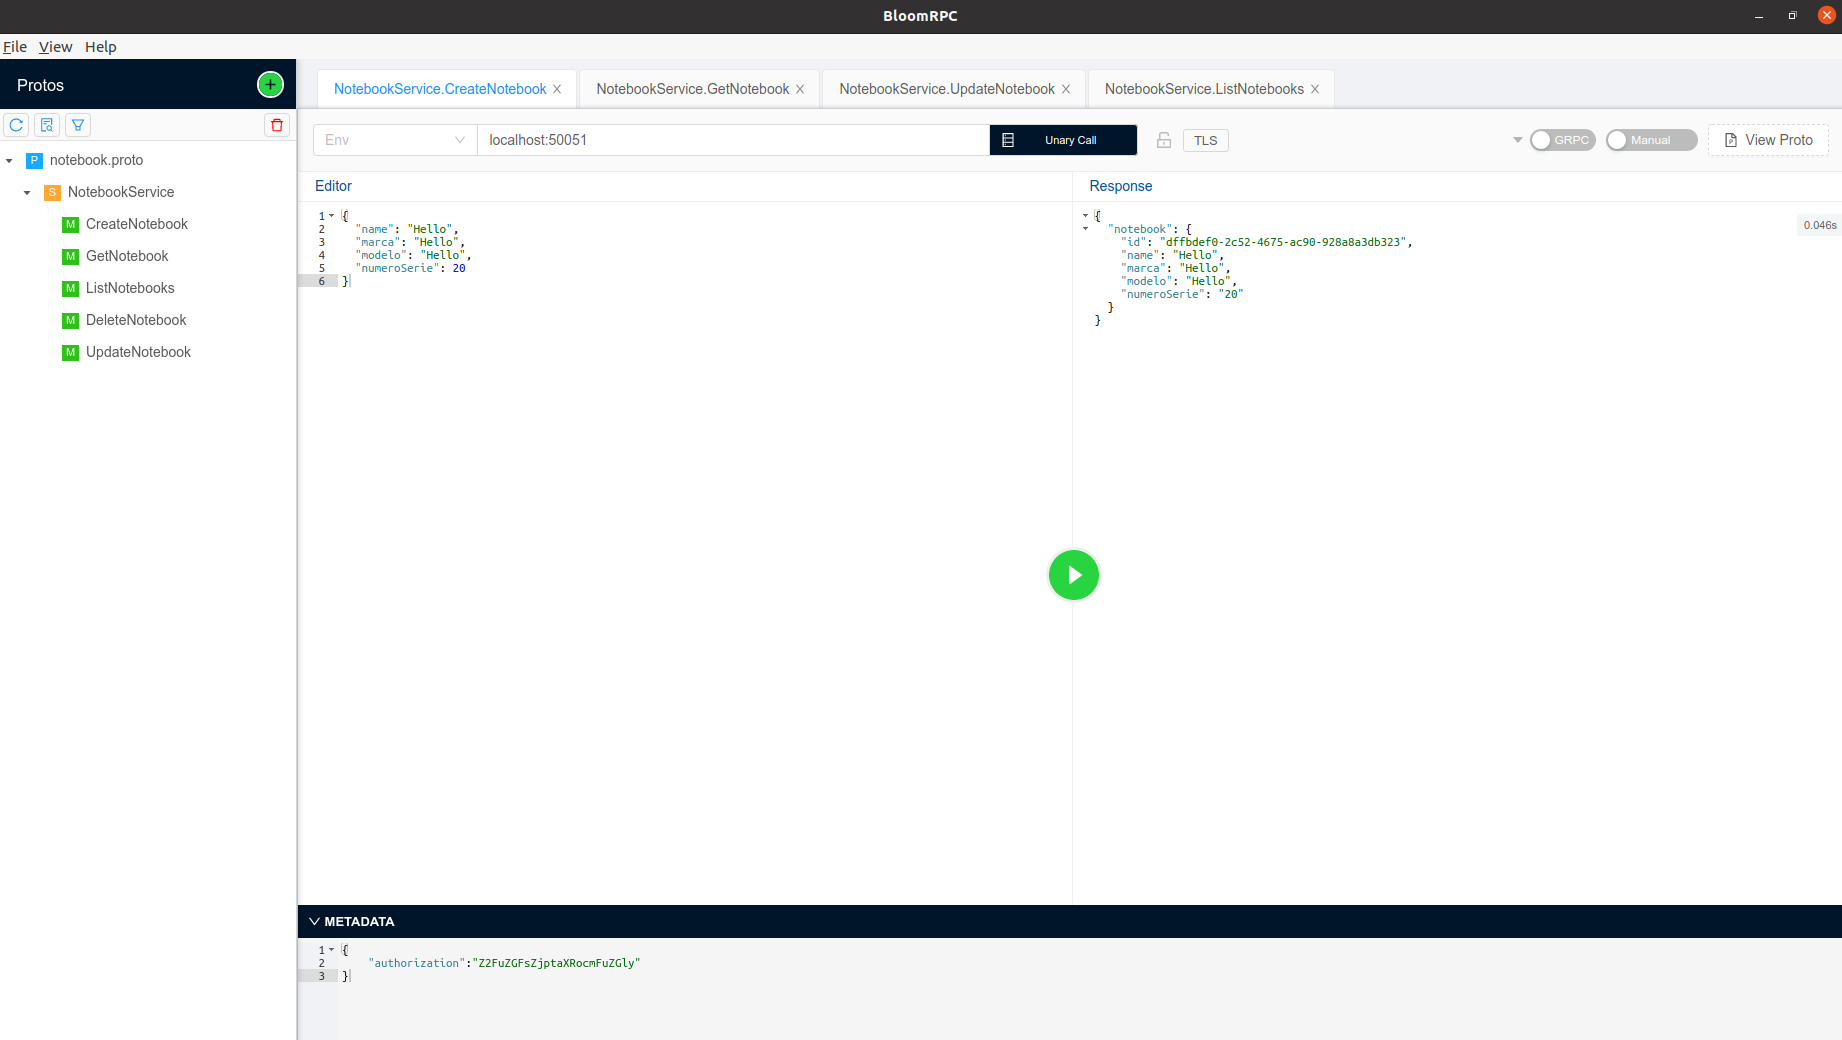 BloomRPC
File View Help
Protos
NotebookService.CreateNotebook
NotebookService.GetNotebook
NotebookService.UpdateNotebook
NotebookService.ListNotebooks
Env
localhost:50051
Unary Call
TLS
GRPC
Manual
View Proto
P notebook.proto
S NotebookService
M CreateNotebook
M GetNotebook
M ListNotebooks
M DeleteNotebook
M UpdateNotebook
Editor
1 {
2 "name": "Hello",
3 "marca": "Hello",
4 "modelo": "Hello",
5 "numeroSerie": 20
6 }
Response
0.046s
{
"notebook": {
"id": "dffbdef0-2c52-4675-ac90-928a8a3db323",
"name": "Hello",
"marca": "Hello",
"modelo": "Hello",
"numeroSerie": "20"
}
}
METADATA
1 {
2 "authorization":"Z2FuZGFsZjptaXRocmFuZGly"
3 }